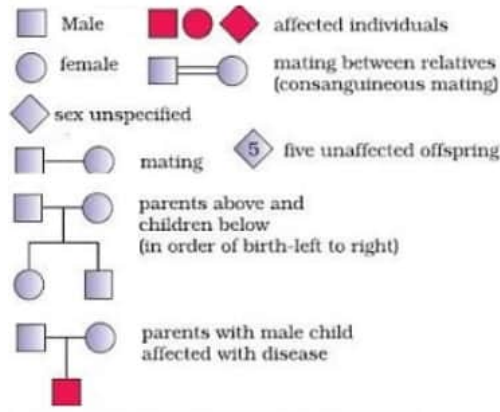 Male
affected individuals
female
mating between relatives
(consanguineous mating)
sex unspecified
mating
5
five unaffected offspring
parents above and
children below
(in order of birth-left to right)
parents with male child
affected with disease